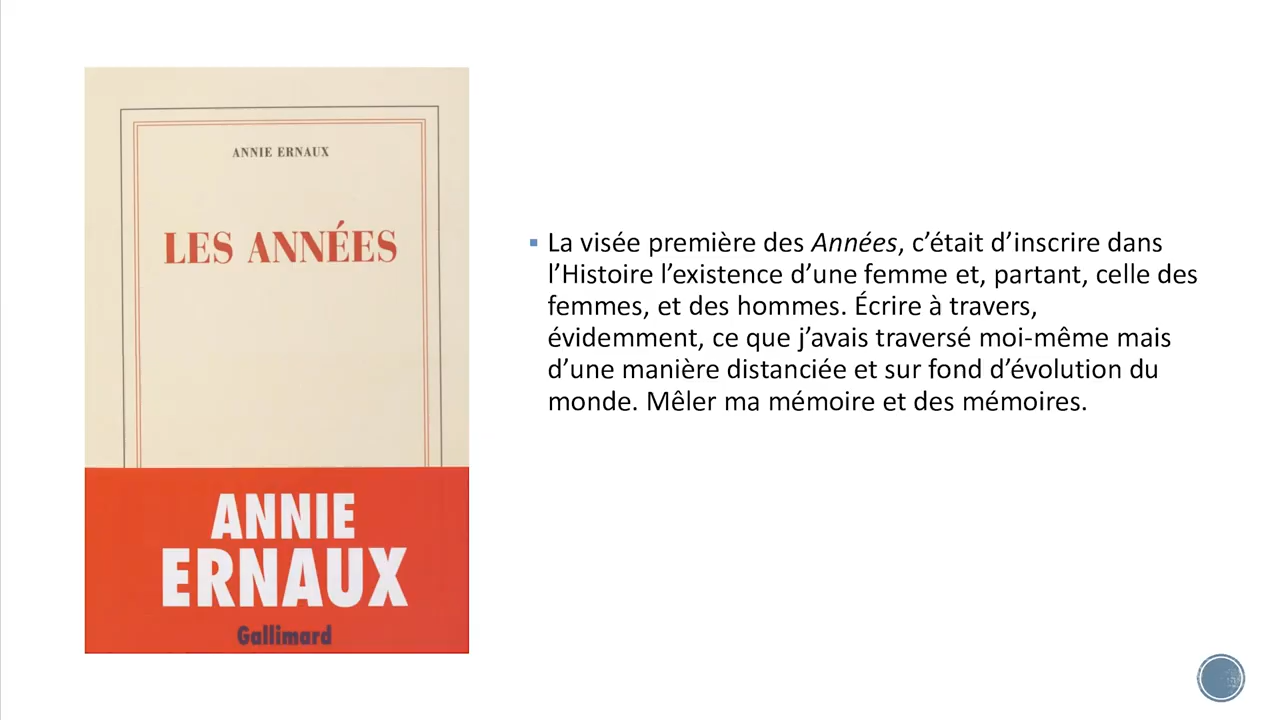 ANNIE ERNAUX
LES ANNÉES
ANNIE
ERNAUX
Gallimard
La visée première des Années, c’était d’inscrire dans
l’Histoire l’existence d’une femme et, partant, celle des
femmes, et des hommes. Écrire à travers,
évidemment, ce que j’avais traversé moi-même mais
d’une manière distanciée et sur fond d’évolution du
monde. Mêler ma mémoire et des mémoires.